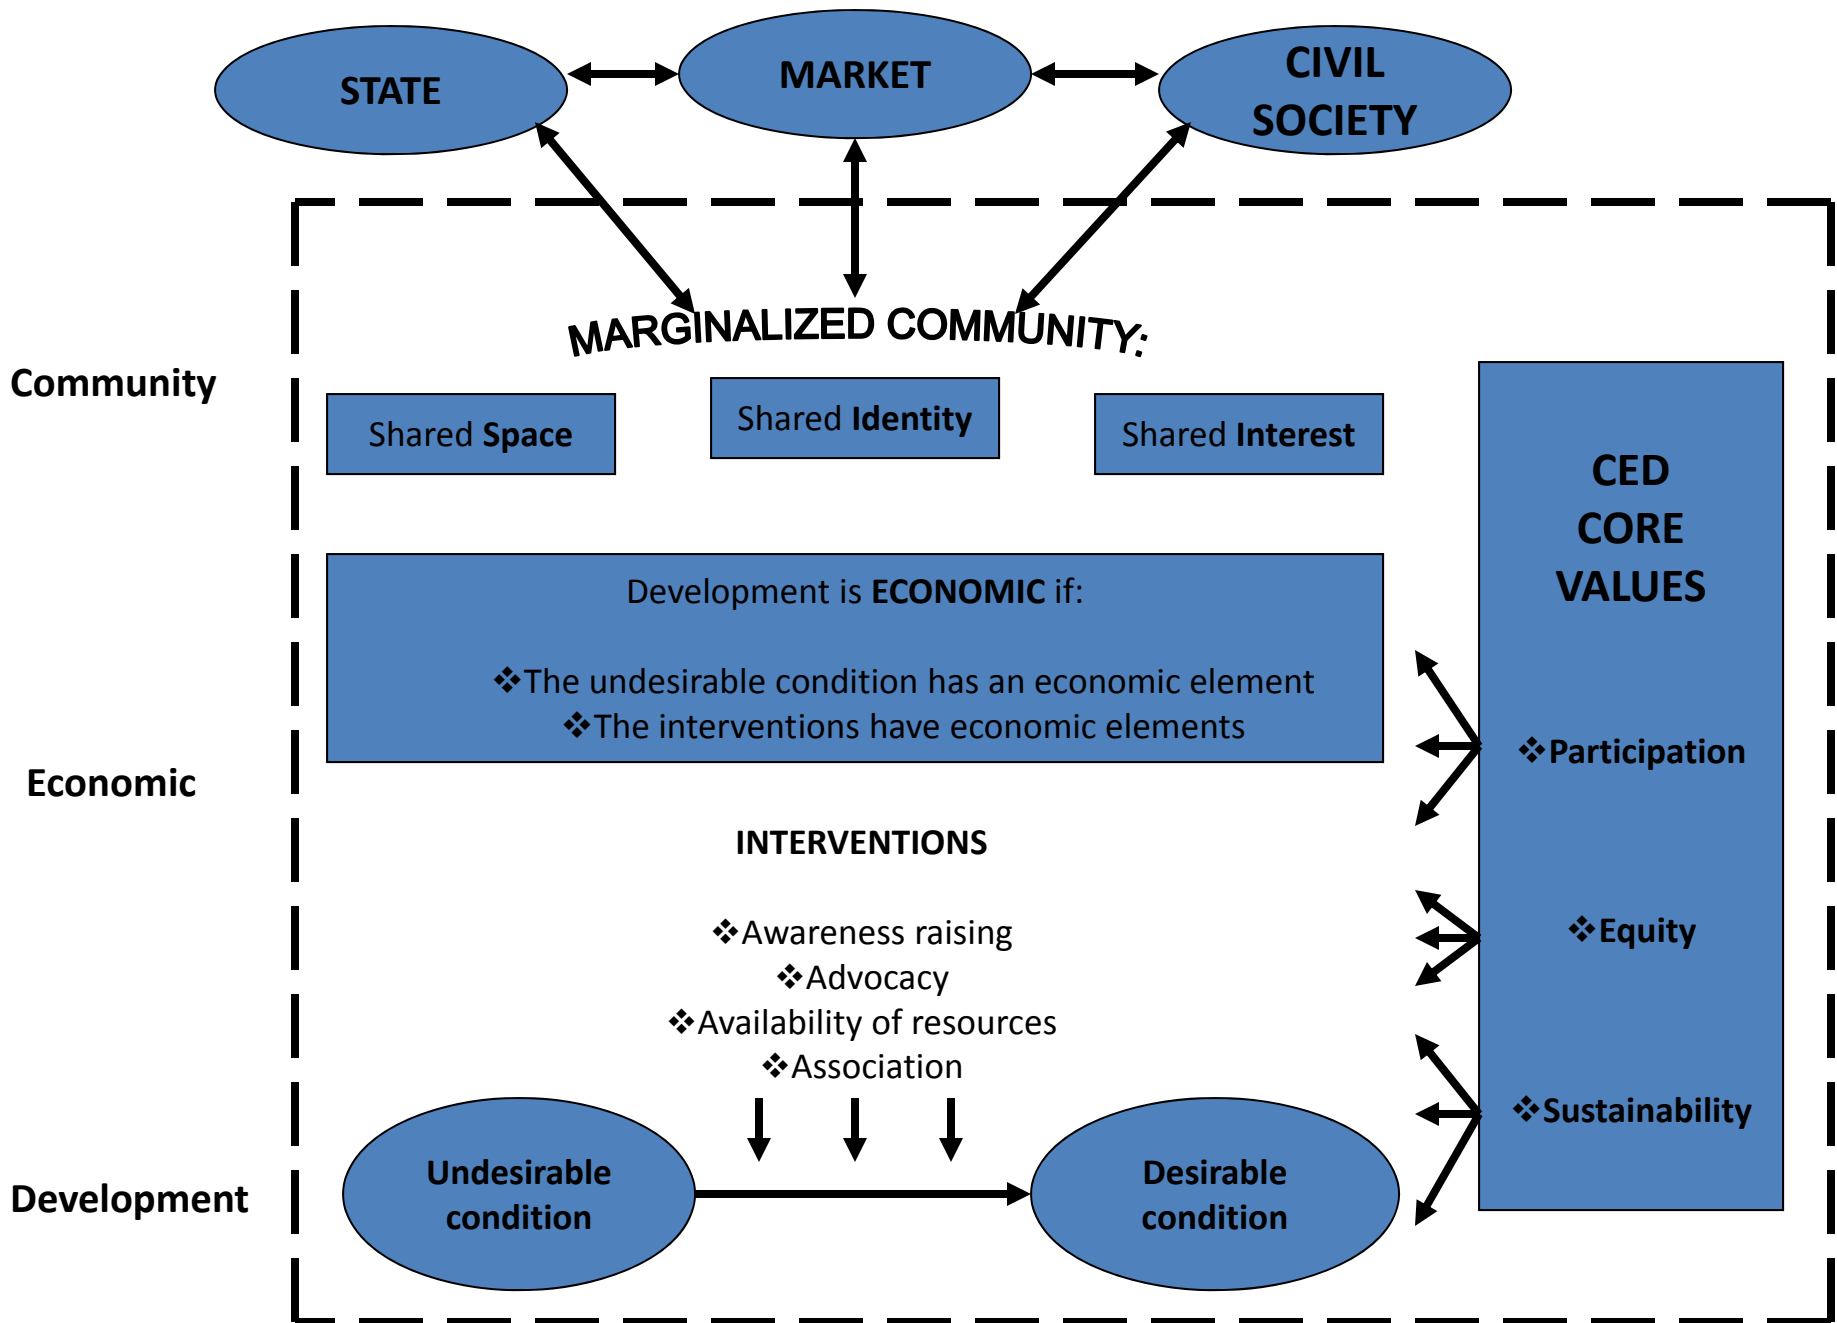 STATE
MARKET
CIVIL
SOCIETY
MARGINALIZED COMMUNITY:
Community
Shared Space
Shared Identity
Shared Interest
CED
CORE
VALUES
Development is ECONOMIC if:
❖The undesirable condition has an economic element
❖The interventions have economic elements
❖Participation
Economic
INTERVENTIONS
❖Awareness raising
❖Advocacy
❖Availability of resources
❖Association
❖Equity
❖Sustainability
Development
Undesirable
condition
Desirable
condition